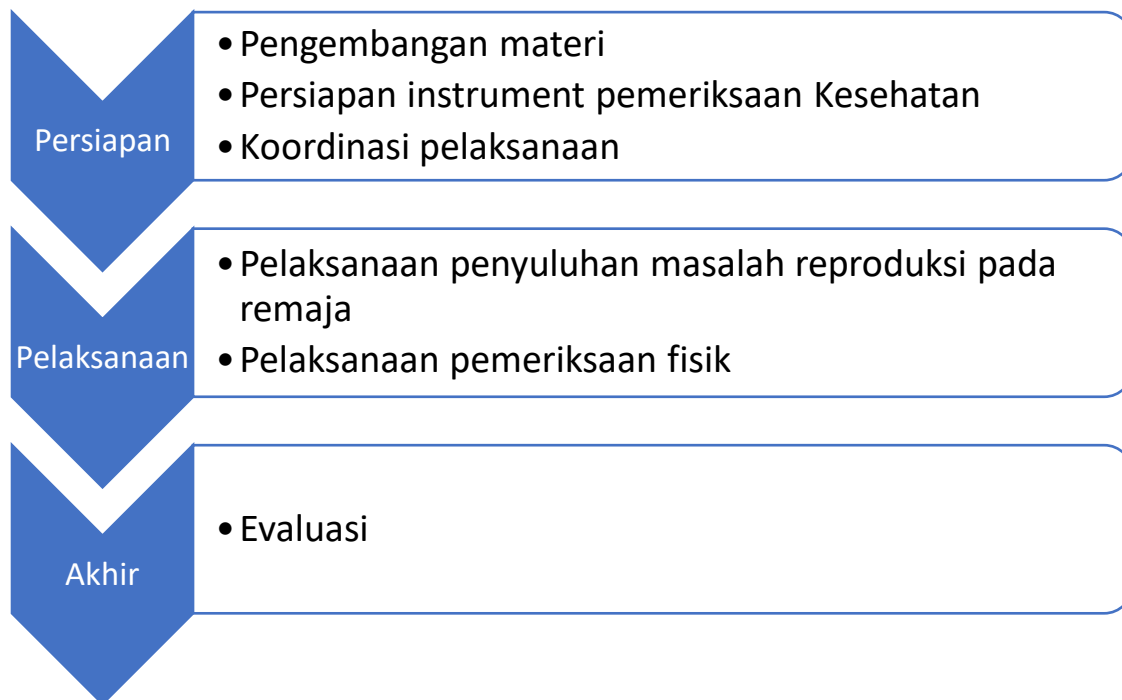 Persiapan
• Pengembangan materi
• Persiapan instrument pemeriksaan Kesehatan
• Koordinasi pelaksanaan
Pelaksanaan
• Pelaksanaan penyuluhan masalah reproduksi pada
remaja
• Pelaksanaan pemeriksaan fisik
Akhir
• Evaluasi